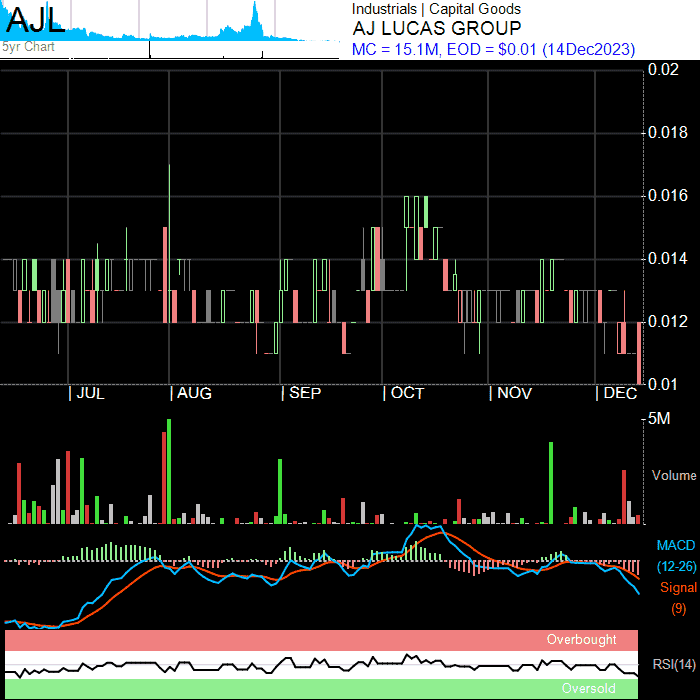 AJL
5yr Chart
Industrials | Capital Goods
AJ LUCAS GROUP
MC = 15.1M, EOD = $0.01 (14Dec2023)
0.02
0.018
0.016
0.014
0.012
0.01
| JUL | AUG | SEP | OCT | NOV | DEC
5M
Volume
MACD
(12-26)
Signal
(9)
Overbought
RSI(14)
Oversold